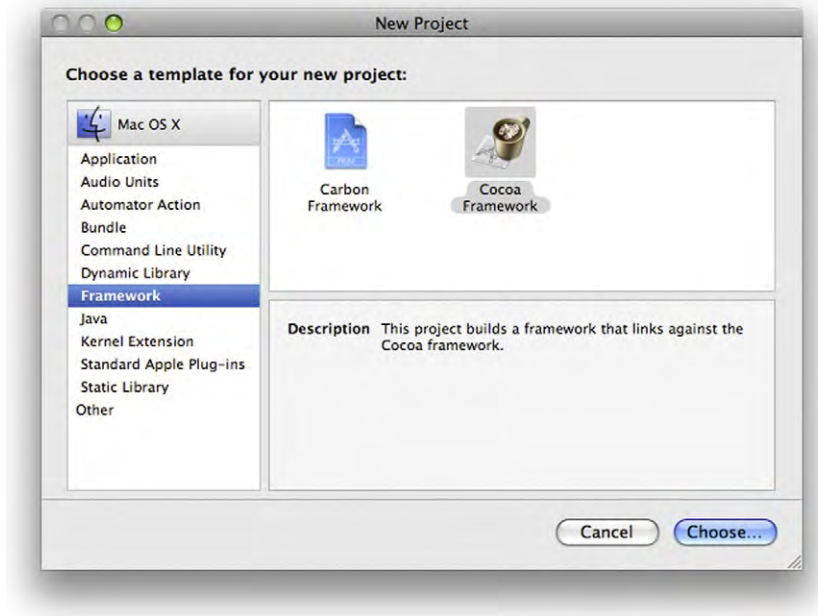 New Project
Choose a template for your new project:
Mac OS X
Application
Audio Units
Automator Action
Bundle
Command Line Utility
Dynamic Library
Framework
Java
Kernel Extension
Standard Apple Plug-ins
Static Library
Other
Carbon
Framework
Cocoa
Framework
Description This project builds a framework that links against the
Cocoa framework.
Cancel
Choose...